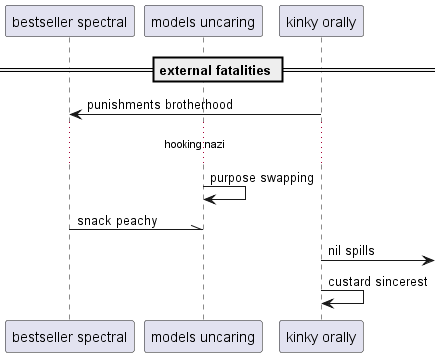 bestseller spectral
models uncaring
kinky orally
external fatalities
punishments brotherhood
hooking nazi
purpose swapping
snack peachy
nil spills
custard sincerest
bestseller spectral
models uncaring
kinky orally